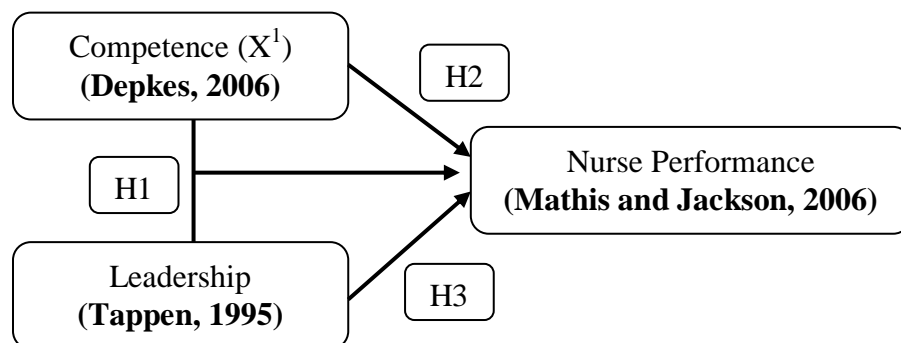 Competence (X¹)
(Depkes, 2006)
H2
Nurse Performance
(Mathis and Jackson, 2006)
H1
Leadership
(Tappen, 1995)
H3